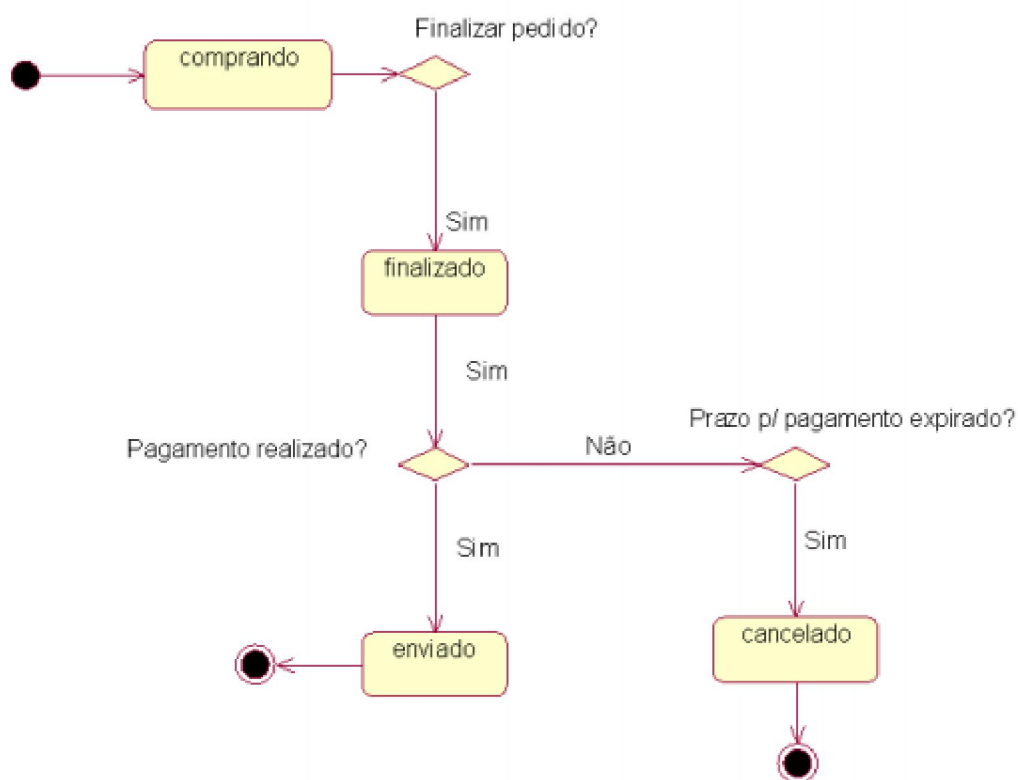 Finalizar pedido?
comprando
Sim
finalizado
Sim
Prazo p/ pagamento expirado?
Pagamento realizado?
Não
Sim
Sim
enviado
cancelado